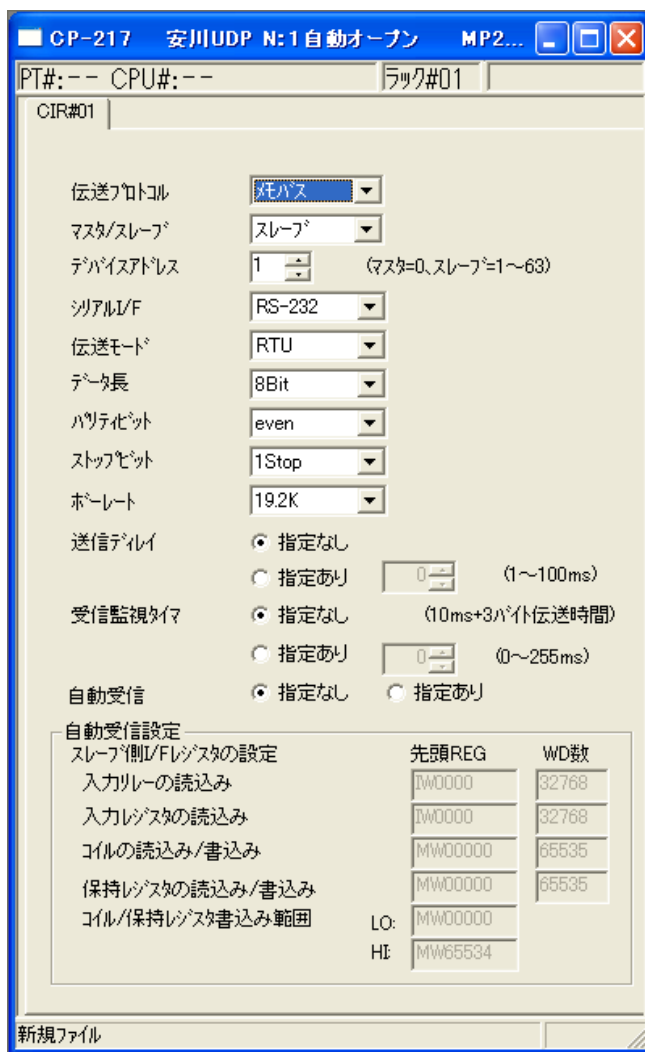 CP-217 安川UDP N:1自動オープン MP2...
PT#:-- CPU#:-- ﾗｯｸ#01
CIR#01
伝送ﾌﾟﾛﾄｺﾙ ﾒﾓﾊﾞｽ
ﾏｽﾀ/ｽﾚｰﾌﾞ ｽﾚｰﾌﾞ
ﾃﾞﾊﾞｲｽｱﾄﾞﾚｽ 1 (ﾏｽﾀ=0､ｽﾚｰﾌﾞ=1～63)
ｼﾘｱﾙI/F RS-232
伝送ﾓｰﾄﾞ RTU
ﾃﾞｰﾀ長 8Bit
ﾊﾟﾘﾃｨﾋﾞｯﾄ even
ｽﾄｯﾌﾟﾋﾞｯﾄ 1Stop
ﾎﾞｰﾚｰﾄ 19.2K
送信ﾃﾞｨﾚｲ 指定なし
指定あり 0 (1～100ms)
受信監視ﾀｲﾏ 指定なし (10ms+3ﾊﾞｲﾄ伝送時間)
指定あり 0 (0～255ms)
自動受信 指定なし 指定あり
自動受信設定
ｽﾚｰﾌﾞ側I/Fﾚｼﾞｽﾀの設定 先頭REG WD数
入力ﾘﾚｰの読込み IW0000 32768
入力ﾚｼﾞｽﾀの読込み IW0000 32768
ｺｲﾙの読込み/書込み MW00000 65535
保持ﾚｼﾞｽﾀの読込み/書込み MW00000 65535
ｺｲﾙ/保持ﾚｼﾞｽﾀ書込み範囲 LO: MW00000
HI: MW65534
新規ﾌｧｲﾙ